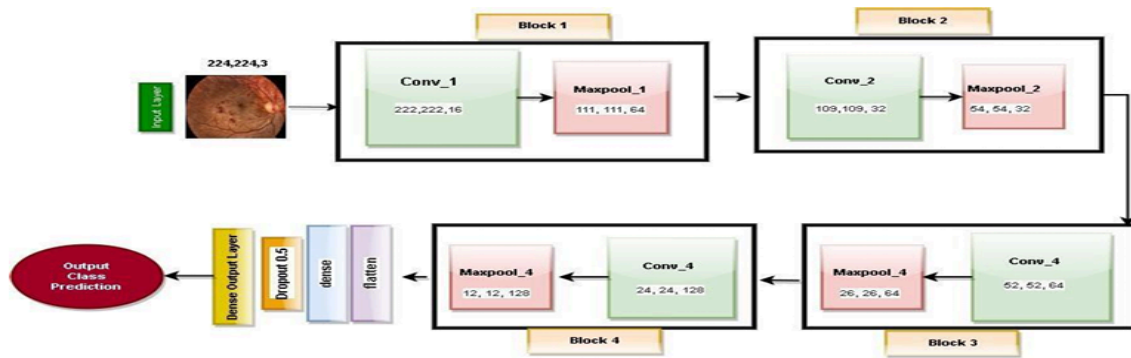 Block 1
Block 2
224,224,3
Input Layer
Conv_1
222,222,16
Maxpool_1
111, 111, 64
Conv_2
109,109, 32
Maxpool_2
54, 54, 32
Conv_4
52, 52, 64
Maxpool_4
26, 26, 64
Block 3
Conv_4
24, 24, 128
Maxpool_4
12, 12, 128
Block 4
flatten
dense
Dropout 0.5
Dense Output Layer
Output
Class
Prediction